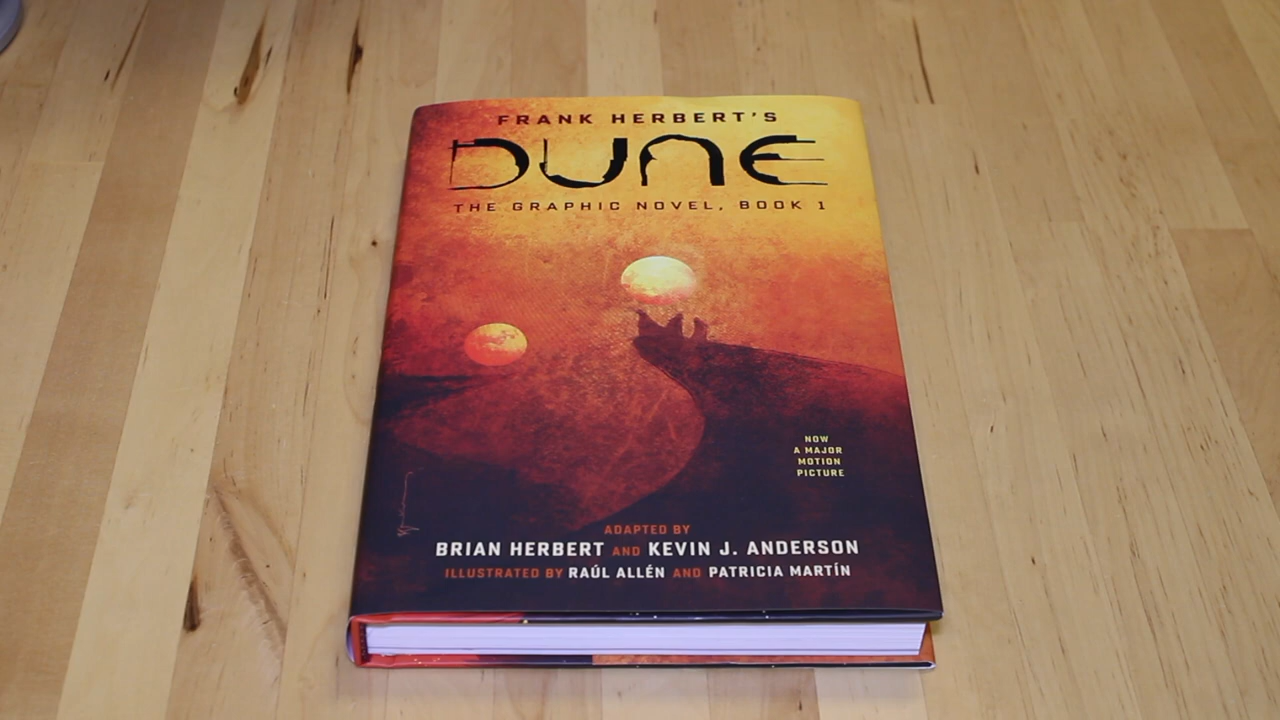 FRANK HERBERT'S
DUNE
THE GRAPHIC NOVEL, BOOK 1
NOW
A MAJOR
MOTION
PICTURE
ADAPTED BY
BRIAN HERBERT AND KEVIN J. ANDERSON
ILLUSTRATED BY RAÚL ALLÉN AND PATRICIA MARTÍN